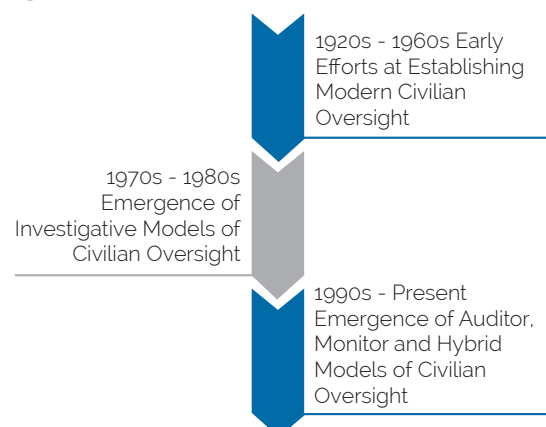 1920s - 1960s Early
Efforts at Establishing
Modern Civilian
Oversight
1970s - 1980s
Emergence of
Investigative Models of
Civilian Oversight
1990s - Present
Emergence of Auditor,
Monitor and Hybrid
Models of Civilian
Oversight